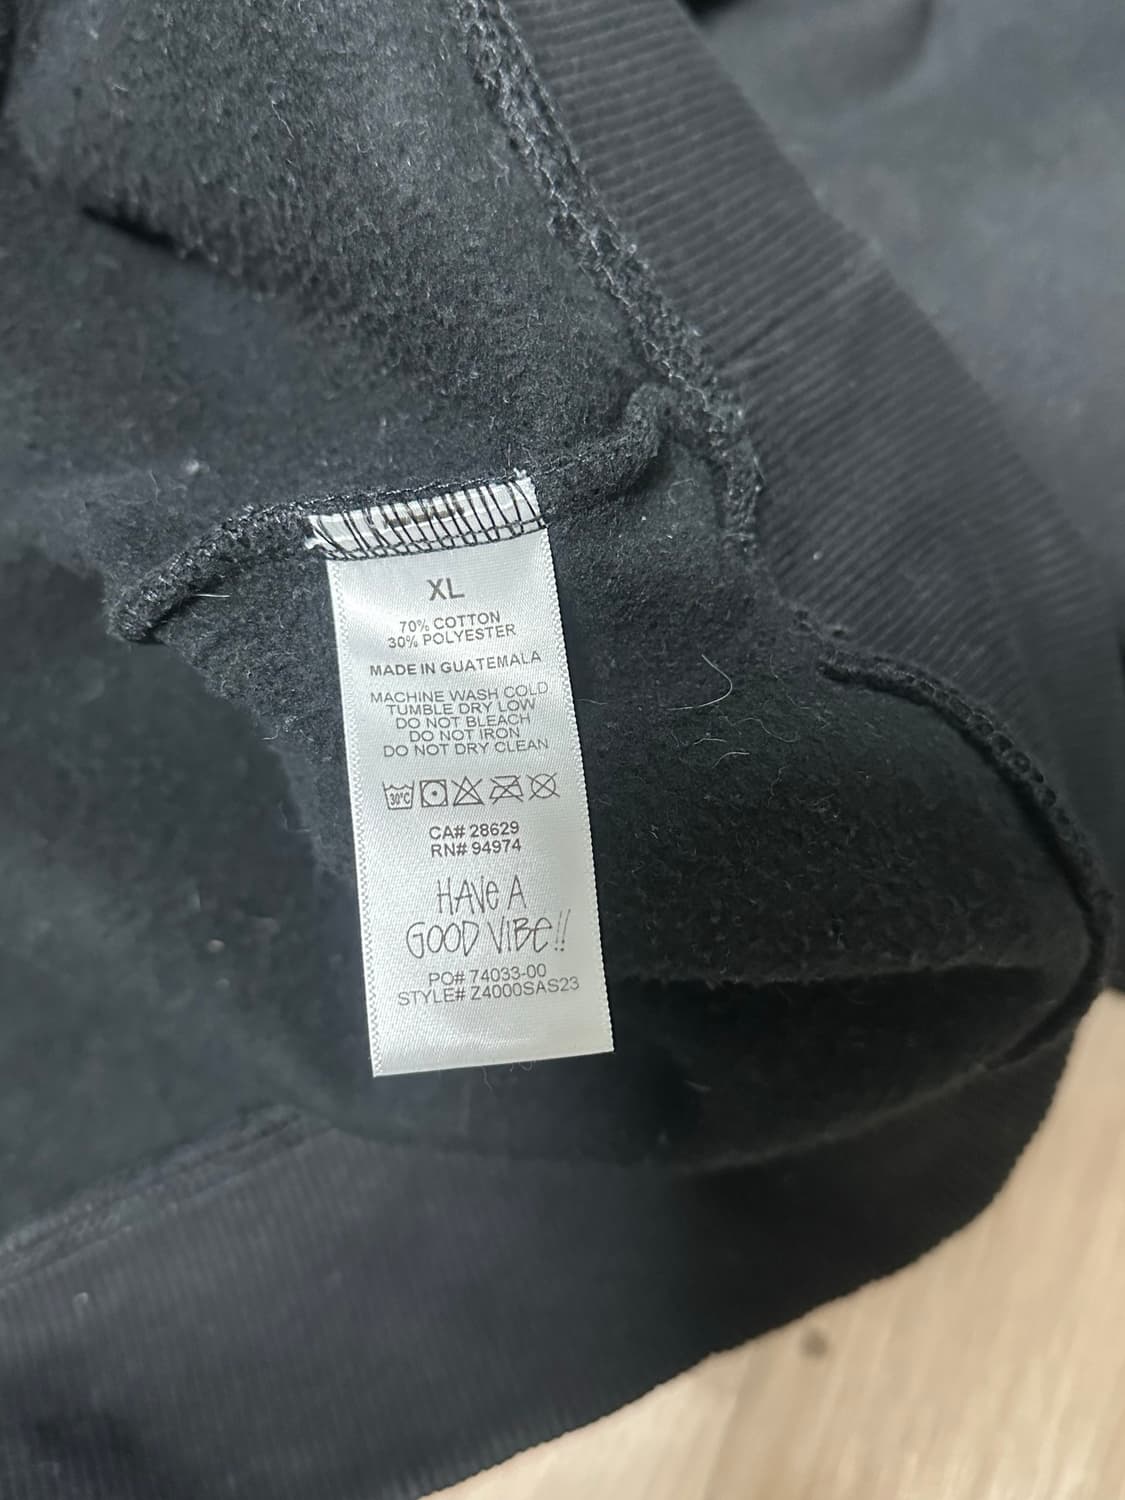 XL
70% COTTON
30% POLYESTER
MADE IN GUATEMALA
MACHINE WASH COLD
TUMBLE DRY LOW
DO NOT BLEACH
DO NOT IRON
DO NOT DRY CLEAN
30°C
CA# 28629
RN# 94974
HAVE A
GOOD VIBE!!
PO# 74033-00
STYLE# Z4000SAS23